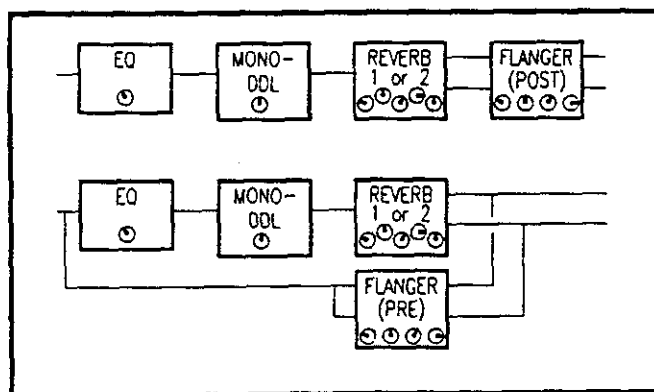 EQ
MONO-
DDL
REVERB
1 or 2
FLANGER
(POST)
EQ
MONO-
DDL
REVERB
1 or 2
FLANGER
(PRE)